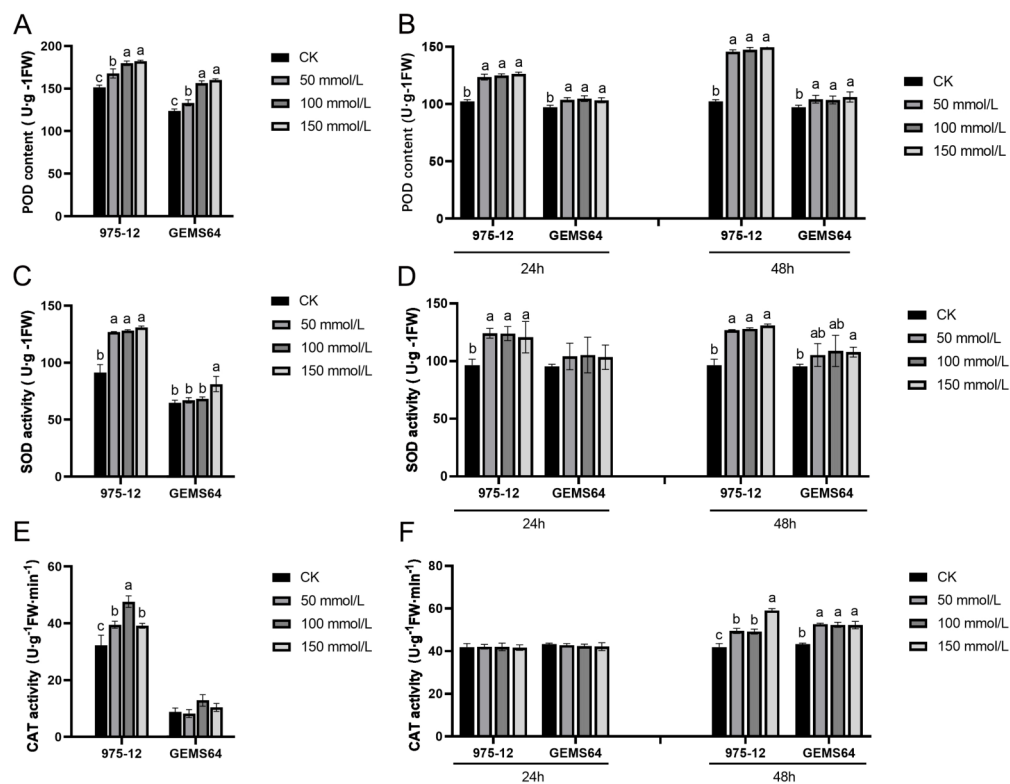 A
POD content ( U·g -1FW)
200
150
100
50
0
c
b
a
a
c
b
a
a
975-12
GEMS64
CK
50 mmol/L
100 mmol/L
150 mmol/L
B
POD content (U·g-1FW)
150
100
50
0
b
a
a
a
b
a
a
a
b
a
a
a
b
a
a
a
975-12
GEMS64
975-12
GEMS64
24h
48h
CK
50 mmol/L
100 mmol/L
150 mmol/L
C
SOD activity ( U·g -1FW)
150
100
50
0
b
a
a
a
b
b
b
a
975-12
GEMS64
CK
50 mmol/L
100 mmol/L
150 mmol/L
D
SOD activity ( U·g -1FW)
150
100
50
0
b
a
a
a
b
a
a
a
b
ab
ab
a
975-12
GEMS64
975-12
GEMS64
24h
48h
CK
50 mmol/L
100 mmol/L
150 mmol/L
E
CAT activity (U·g⁻¹FW·min⁻¹)
60
40
20
0
c
b
a
b
975-12
GEMS64
CK
50 mmol/L
100 mmol/L
150 mmol/L
F
CAT activity (U·g⁻¹FW·mln⁻¹)
80
60
40
20
0
c
b
b
a
b
a
a
a
975-12
GEMS64
975-12
GEMS64
24h
48h
CK
50 mmol/L
100 mmol/L
150 mmol/L